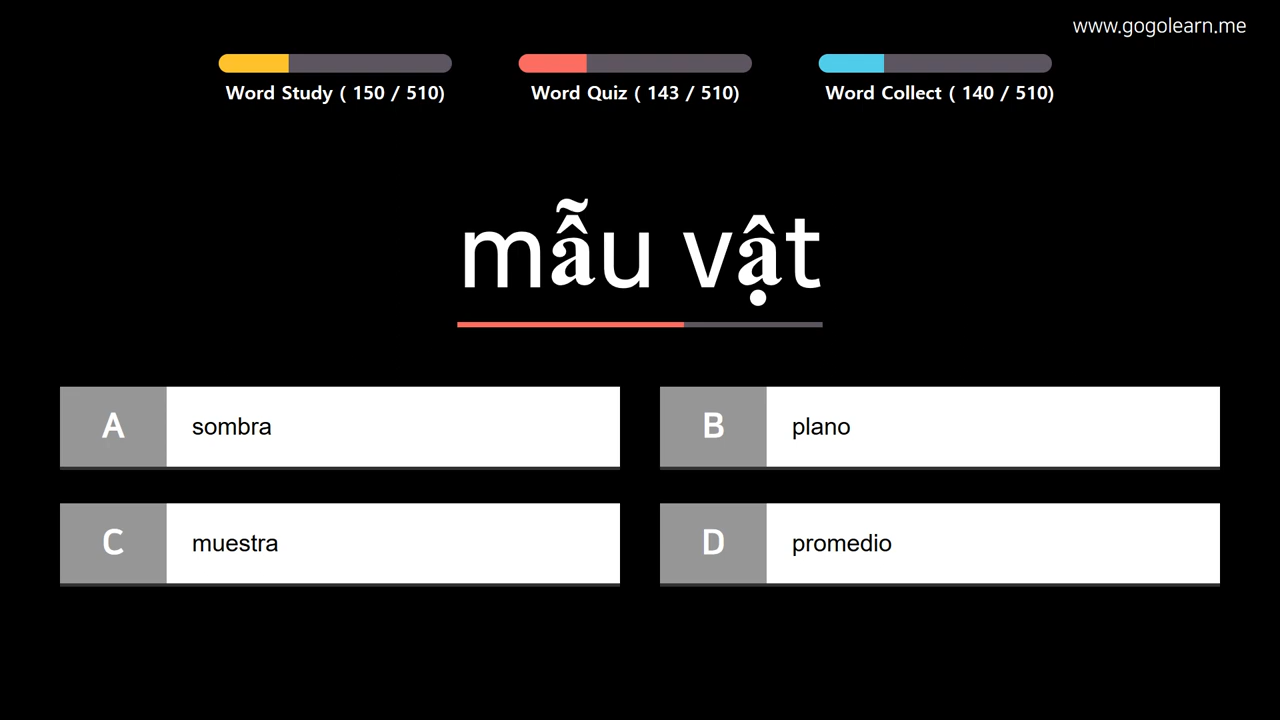 www.gogolearn.me
Word Study ( 150 / 510)
Word Quiz ( 143 / 510)
Word Collect ( 140 / 510)
mẫu vật
A sombra
B plano
C muestra
D promedio